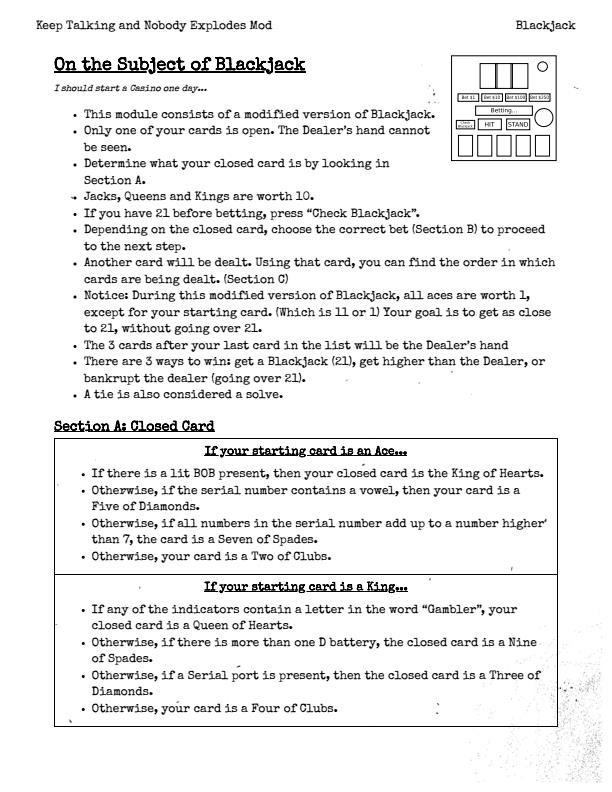 Keep Talking and Nobody Explodes Mod
Blackjack
On the Subject of Blackjack
I should start a Casino one day...
Bet $1 Bet $10 Bet $100 Bet $250
Betting...
Check Blackjack HIT STAND
• This module consists of a modified version of Blackjack.
• Only one of your cards is open. The Dealer's hand cannot
be seen.
• Determine what your closed card is by looking in
Section A.
• Jacks, Queens and Kings are worth 10.
• If you have 21 before betting, press “Check Blackjack”.
• Depending on the closed card, choose the correct bet (Section B) to proceed
to the next step.
• Another card will be dealt. Using that card, you can find the order in which
cards are being dealt. (Section C)
• Notice: During this modified version of Blackjack, all aces are worth 1,
except for your starting card. (Which is 11 or 1) Your goal is to get as close
to 21, without going over 21.
• The 3 cards after your last card in the list will be the Dealer's hand
• There are 3 ways to win: get a Blackjack (21), get higher than the Dealer, or
bankrupt the dealer (going over 21).
• A tie is also considered a solve.
Section A: Closed Card
If your starting card is an Ace...
• If there is a lit BOB present, then your closed card is the King of Hearts.
• Otherwise, if the serial number contains a vowel, then your card is a
Five of Diamonds.
• Otherwise, if all numbers in the serial number add up to a number higher
than 7, the card is a Seven of Spades.
• Otherwise, your card is a Two of Clubs.
If your starting card is a King...
• If any of the indicators contain a letter in the word “Gambler”, your
closed card is a Queen of Hearts.
• Otherwise, if there is more than one D battery, the closed card is a Nine
of Spades.
• Otherwise, if a Serial port is present, then the closed card is a Three of
Diamonds.
• Otherwise, your card is a Four of Clubs.